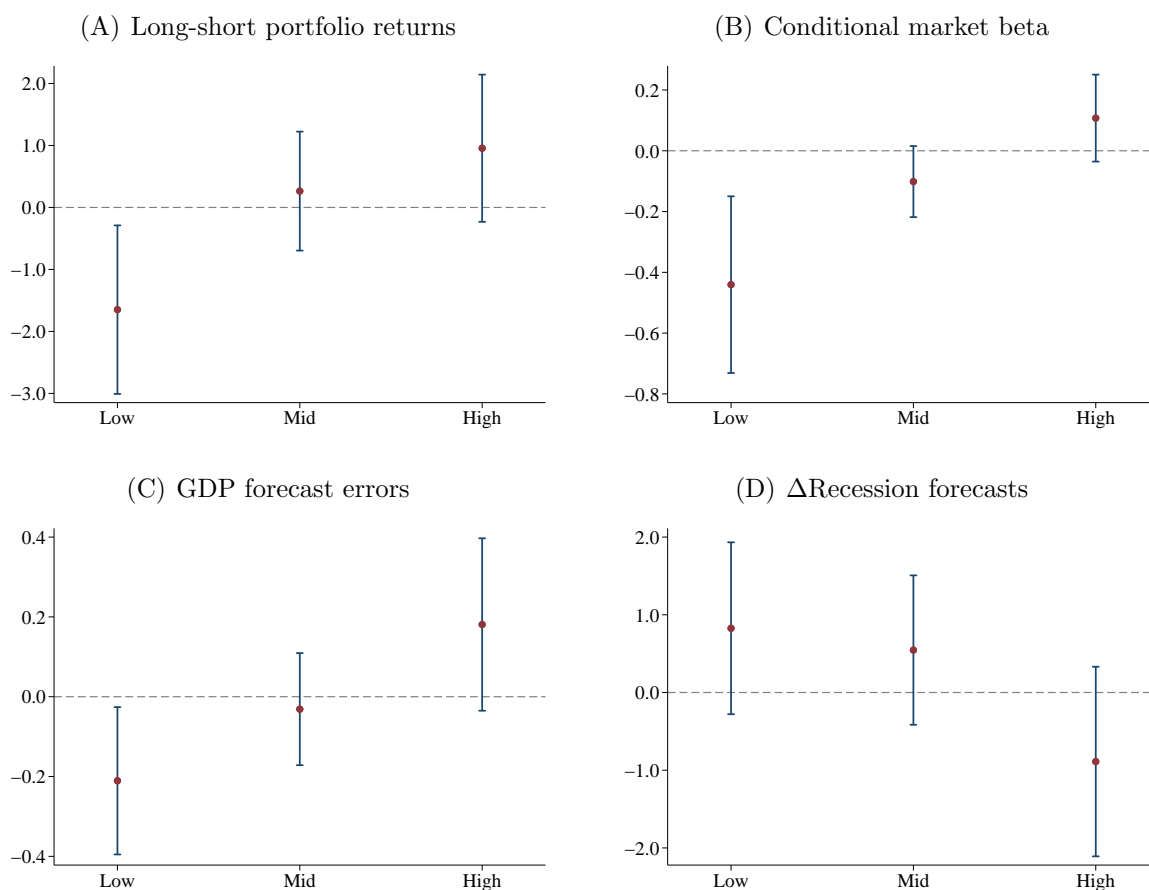 (A) Long-short portfolio returns
2.0
1.0
0.0
−1.0
−2.0
−3.0
Low Mid High
(B) Conditional market beta
0.2
0.0
−0.2
−0.4
−0.6
−0.8
Low Mid High
(C) GDP forecast errors
0.4
0.2
0.0
−0.2
−0.4
Low Mid High
(D) ΔRecession forecasts
2.0
1.0
0.0
−1.0
−2.0
Low Mid High